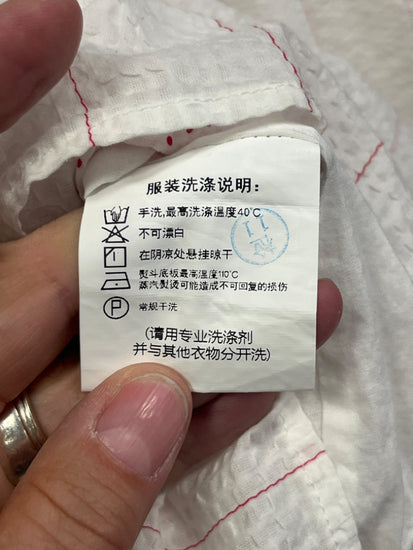 服装洗涤说明：
手洗,最高洗涤温度40℃
不可漂白
在阴凉处悬挂晾干
熨斗底板最高温度110℃
蒸汽熨烫可能造成不可回复的损伤
P 常规干洗
(请用专业洗涤剂
并与其他衣物分开洗)
11